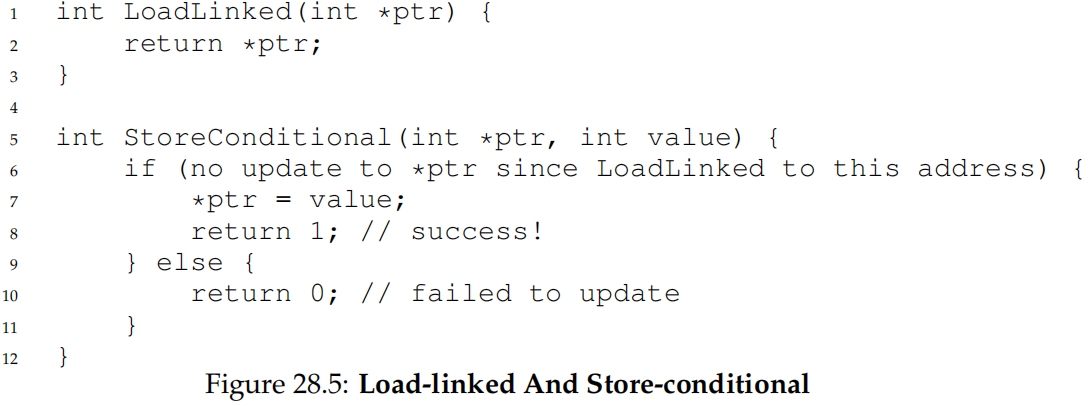 1 int LoadLinked(int *ptr) {
2     return *ptr;
3 }
4
5 int StoreConditional(int *ptr, int value) {
6     if (no update to *ptr since LoadLinked to this address) {
7         *ptr = value;
8         return 1; // success!
9     } else {
10         return 0; // failed to update
11     }
12 }
Figure 28.5: Load-linked And Store-conditional